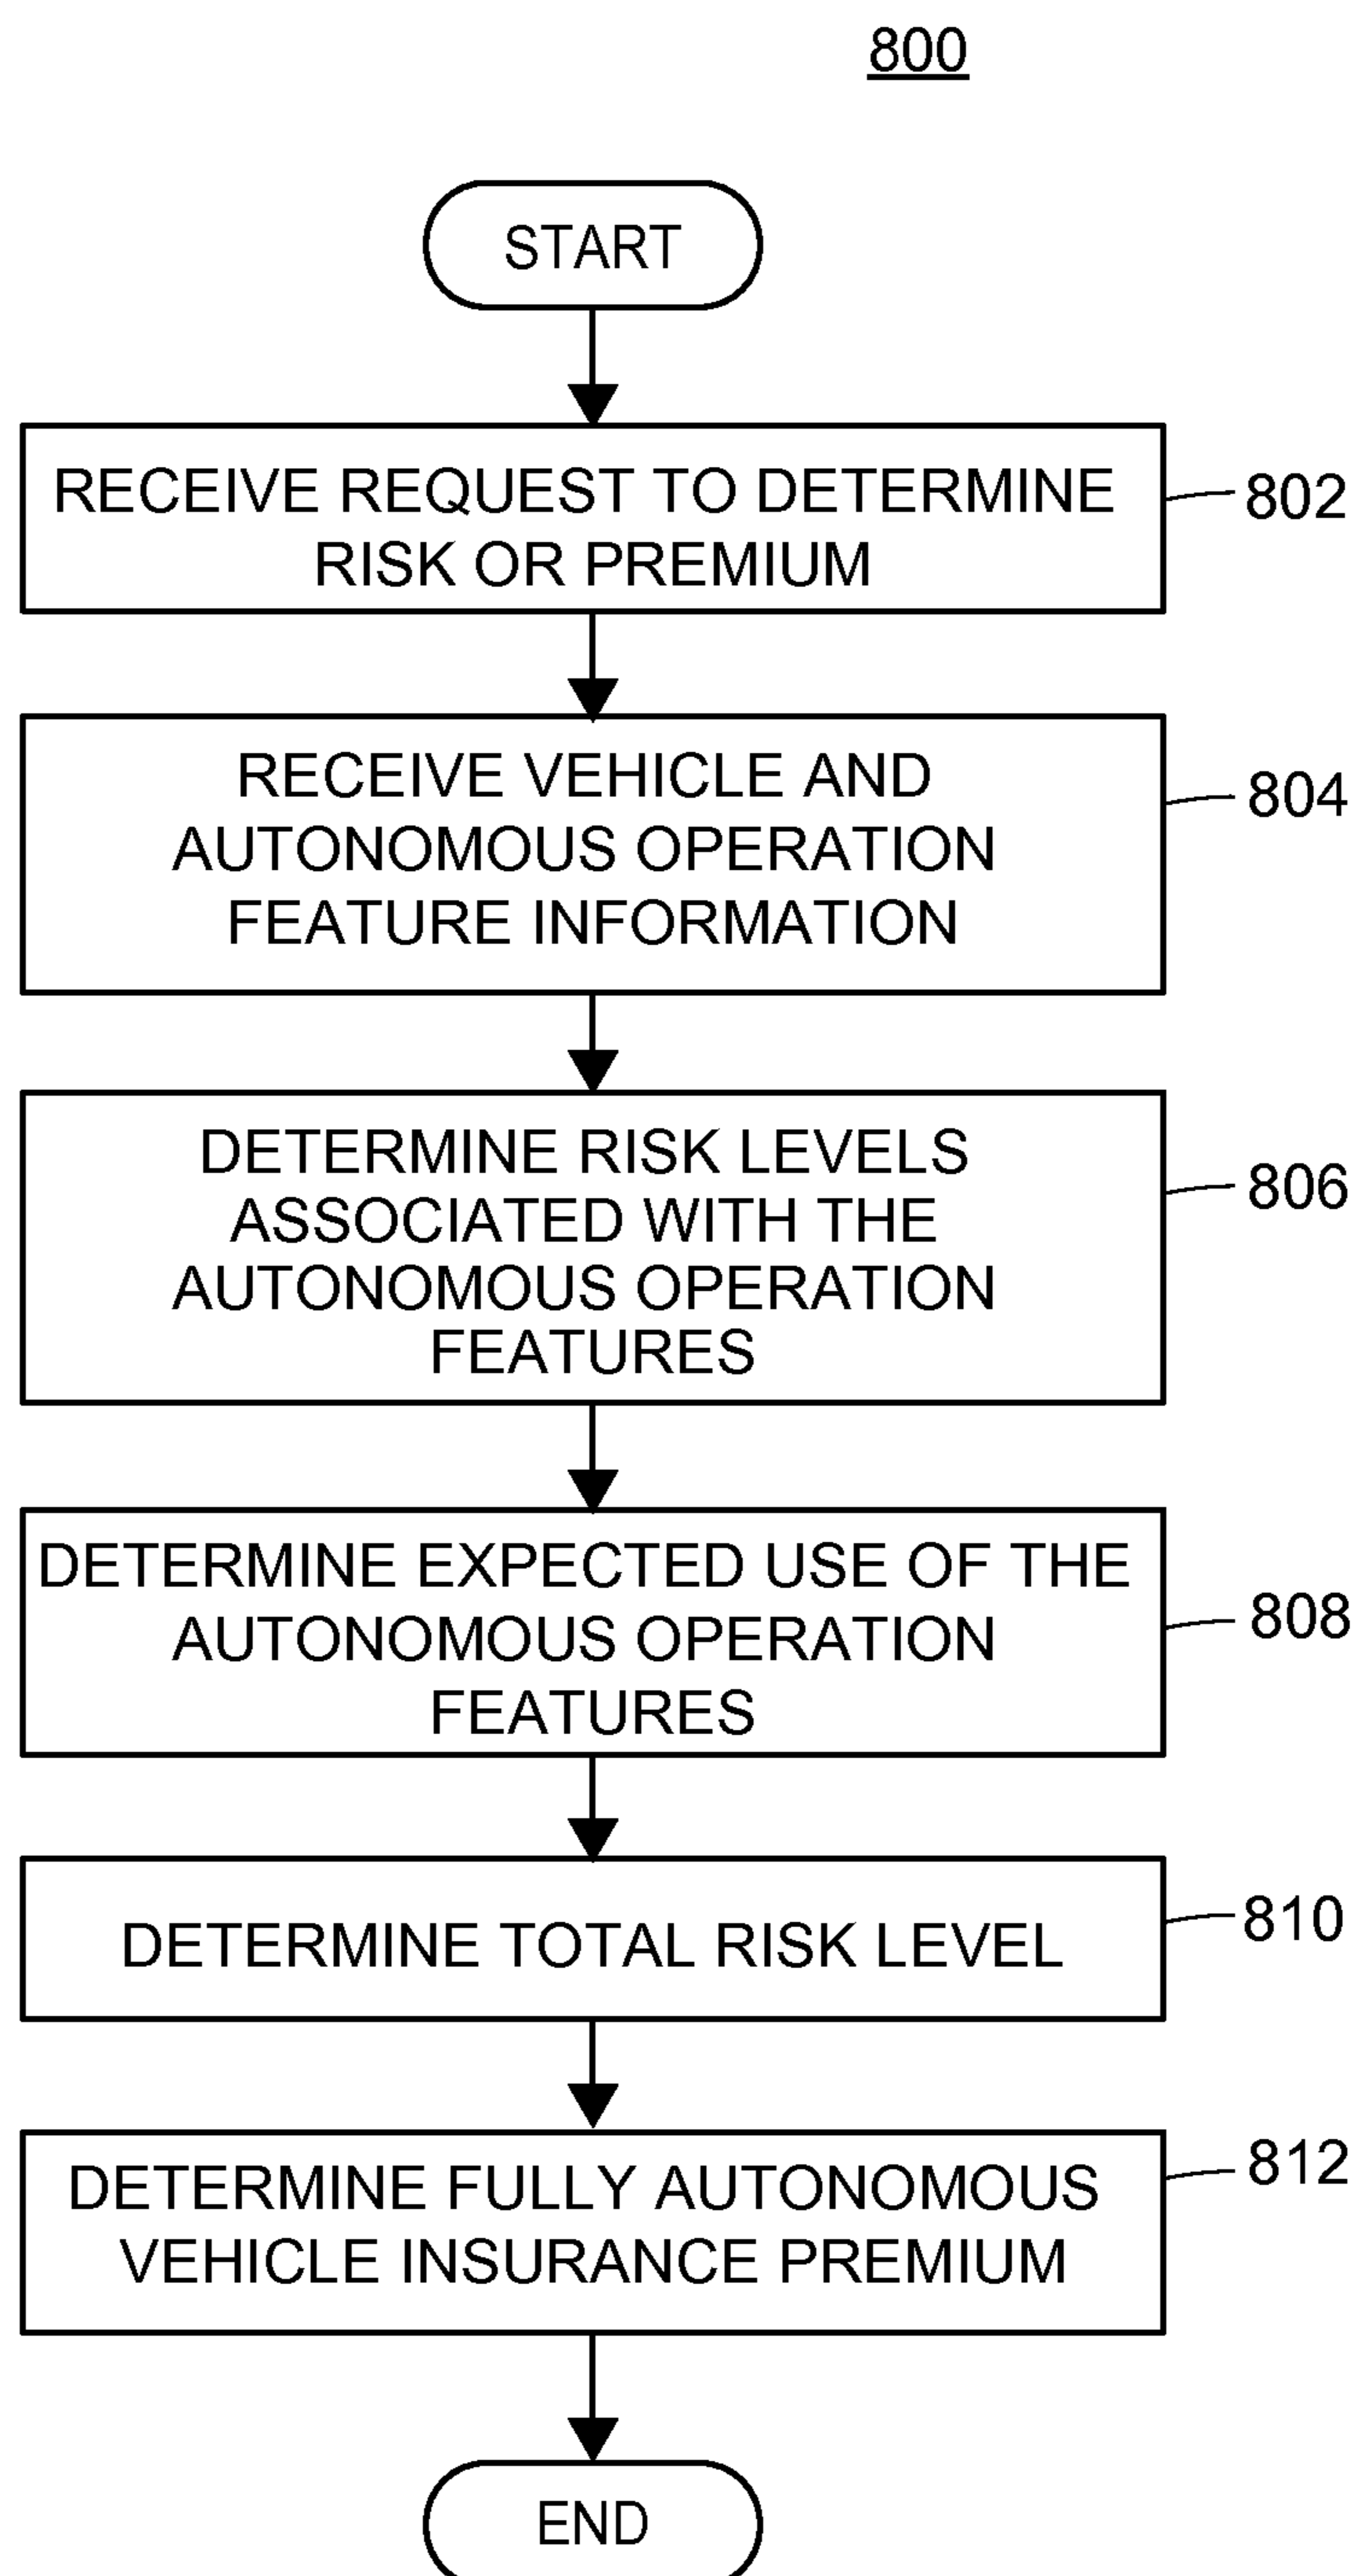 800
START
RECEIVE REQUEST TO DETERMINE
RISK OR PREMIUM
802
RECEIVE VEHICLE AND
AUTONOMOUS OPERATION
FEATURE INFORMATION
804
DETERMINE RISK LEVELS
ASSOCIATED WITH THE
AUTONOMOUS OPERATION
FEATURES
806
DETERMINE EXPECTED USE OF THE
AUTONOMOUS OPERATION
FEATURES
808
DETERMINE TOTAL RISK LEVEL
810
DETERMINE FULLY AUTONOMOUS
VEHICLE INSURANCE PREMIUM
812
END